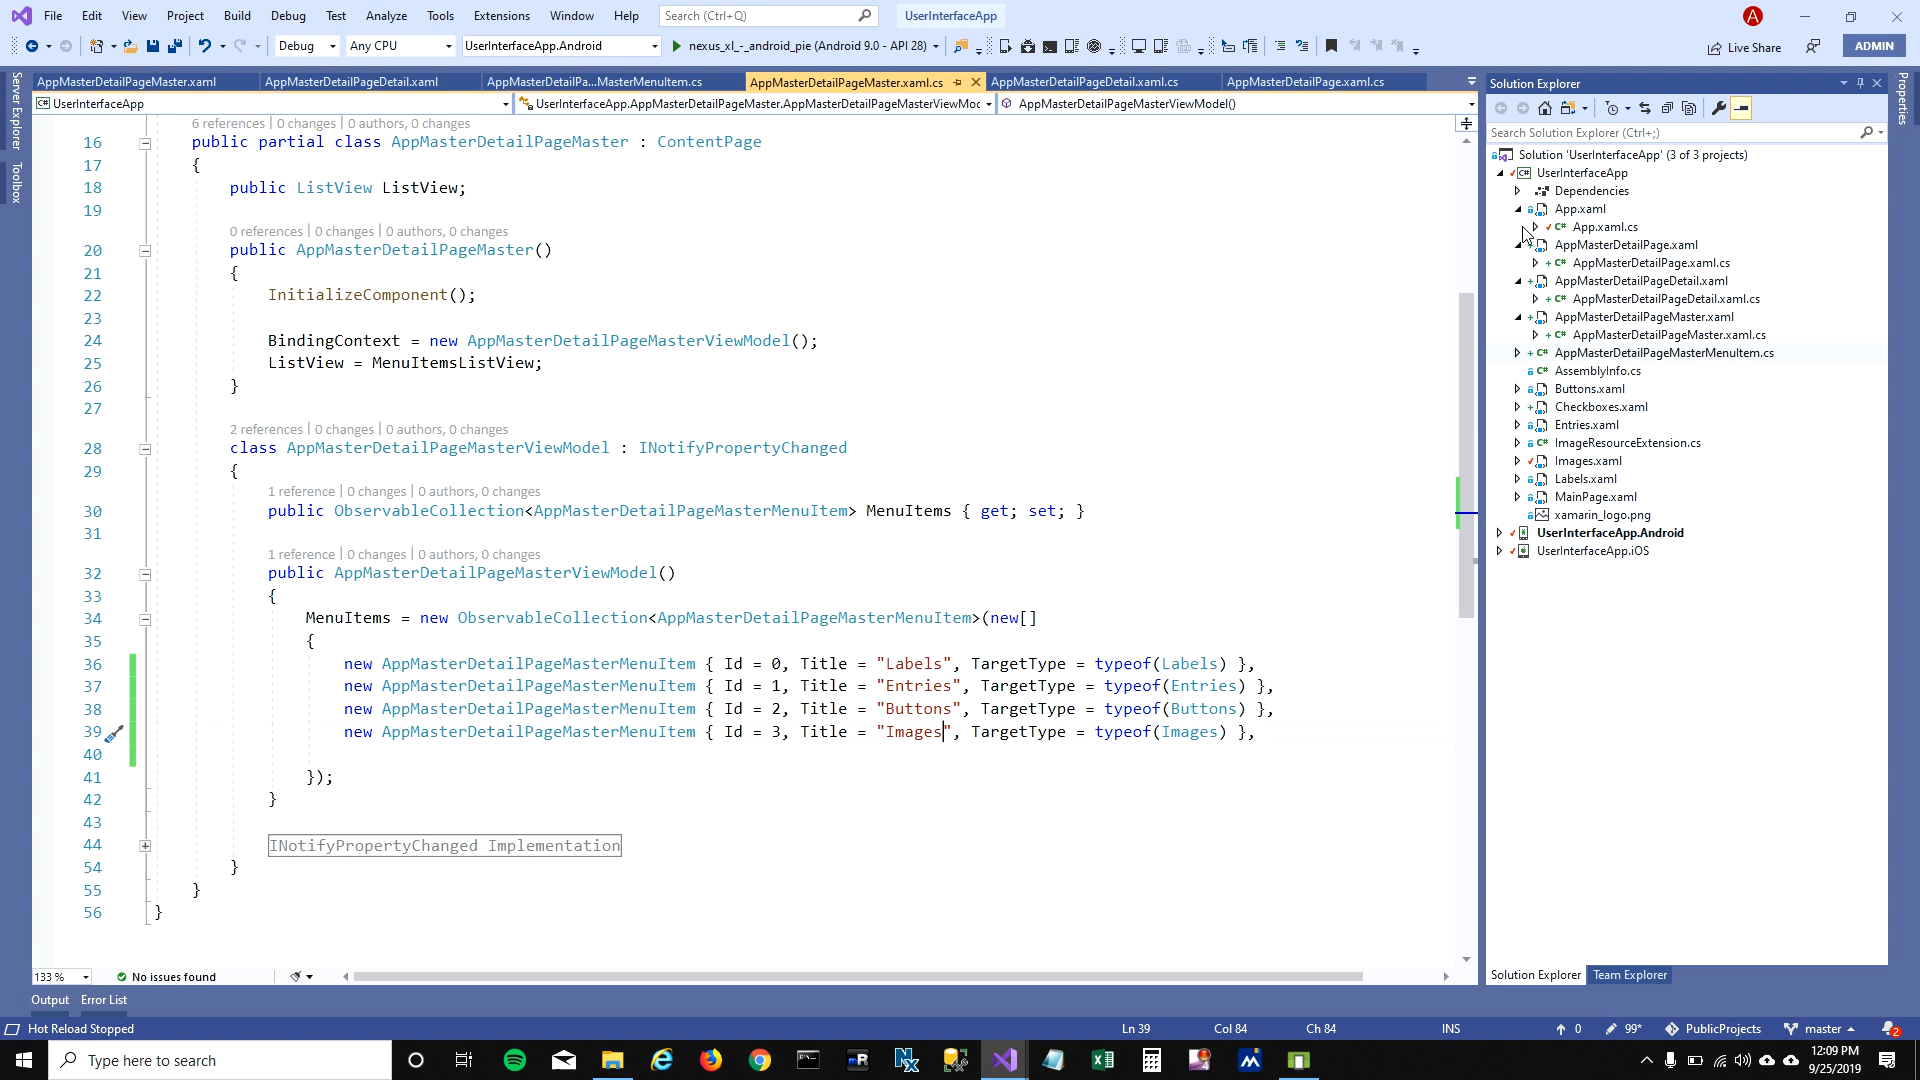 File Edit View Project Build Debug Test Analyze Tools Extensions Window Help Search (Ctrl+Q) UserInterfaceApp A
Debug Any CPU UserInterfaceApp.Android nexus_xl_-_android_pie (Android 9.0 - API 28) Live Share ADMIN
Server Explorer
Toolbox
AppMasterDetailPageMaster.xaml AppMasterDetailPageDetail.xaml AppMasterDetailPa...MasterMenuItem.cs AppMasterDetailPageMaster.xaml.cs AppMasterDetailPageDetail.xaml.cs AppMasterDetailPage.xaml.cs
UserInterfaceApp UserInterfaceApp.AppMasterDetailPageMaster.AppMasterDetailPageMasterViewMoc AppMasterDetailPageMasterViewModel()
6 references | 0 changes | 0 authors, 0 changes
16 public partial class AppMasterDetailPageMaster : ContentPage
17 {
18 public ListView ListView;
19
0 references | 0 changes | 0 authors, 0 changes
20 public AppMasterDetailPageMaster()
21 {
22 InitializeComponent();
23
24 BindingContext = new AppMasterDetailPageMasterViewModel();
25 ListView = MenuItemsListView;
26 }
27
2 references | 0 changes | 0 authors, 0 changes
28 class AppMasterDetailPageMasterViewModel : INotifyPropertyChanged
29 {
1 reference | 0 changes | 0 authors, 0 changes
30 public ObservableCollection<AppMasterDetailPageMasterMenuItem> MenuItems { get; set; }
31
1 reference | 0 changes | 0 authors, 0 changes
32 public AppMasterDetailPageMasterViewModel()
33 {
34 MenuItems = new ObservableCollection<AppMasterDetailPageMasterMenuItem>(new[]
35 {
36 new AppMasterDetailPageMasterMenuItem { Id = 0, Title = "Labels", TargetType = typeof(Labels) },
37 new AppMasterDetailPageMasterMenuItem { Id = 1, Title = "Entries", TargetType = typeof(Entries) },
38 new AppMasterDetailPageMasterMenuItem { Id = 2, Title = "Buttons", TargetType = typeof(Buttons) },
39 new AppMasterDetailPageMasterMenuItem { Id = 3, Title = "Images", TargetType = typeof(Images) },
40
41 });
42 }
43
44 INotifyPropertyChanged Implementation
54 }
55 }
56 }
133 % No issues found
Output Error List
Solution Explorer
Search Solution Explorer (Ctrl+;)
Solution 'UserInterfaceApp' (3 of 3 projects)
UserInterfaceApp
Dependencies
App.xaml
App.xaml.cs
AppMasterDetailPage.xaml
AppMasterDetailPage.xaml.cs
AppMasterDetailPageDetail.xaml
AppMasterDetailPageDetail.xaml.cs
AppMasterDetailPageMaster.xaml
AppMasterDetailPageMaster.xaml.cs
AppMasterDetailPageMasterMenuItem.cs
AssemblyInfo.cs
Buttons.xaml
Checkboxes.xaml
Entries.xaml
ImageResourceExtension.cs
Images.xaml
Labels.xaml
MainPage.xaml
xamarin_logo.png
UserInterfaceApp.Android
UserInterfaceApp.iOS
Solution Explorer Team Explorer
Properties
Hot Reload Stopped Ln 39 Col 84 Ch 84 INS 0 99* PublicProjects master 2
Type here to search 12:09 PM
9/25/2019